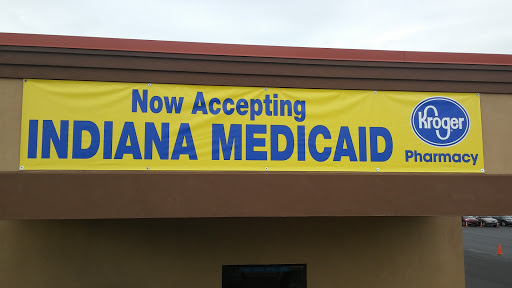 Now Accepting
INDIANA MEDICAID
Kroger
Pharmacy